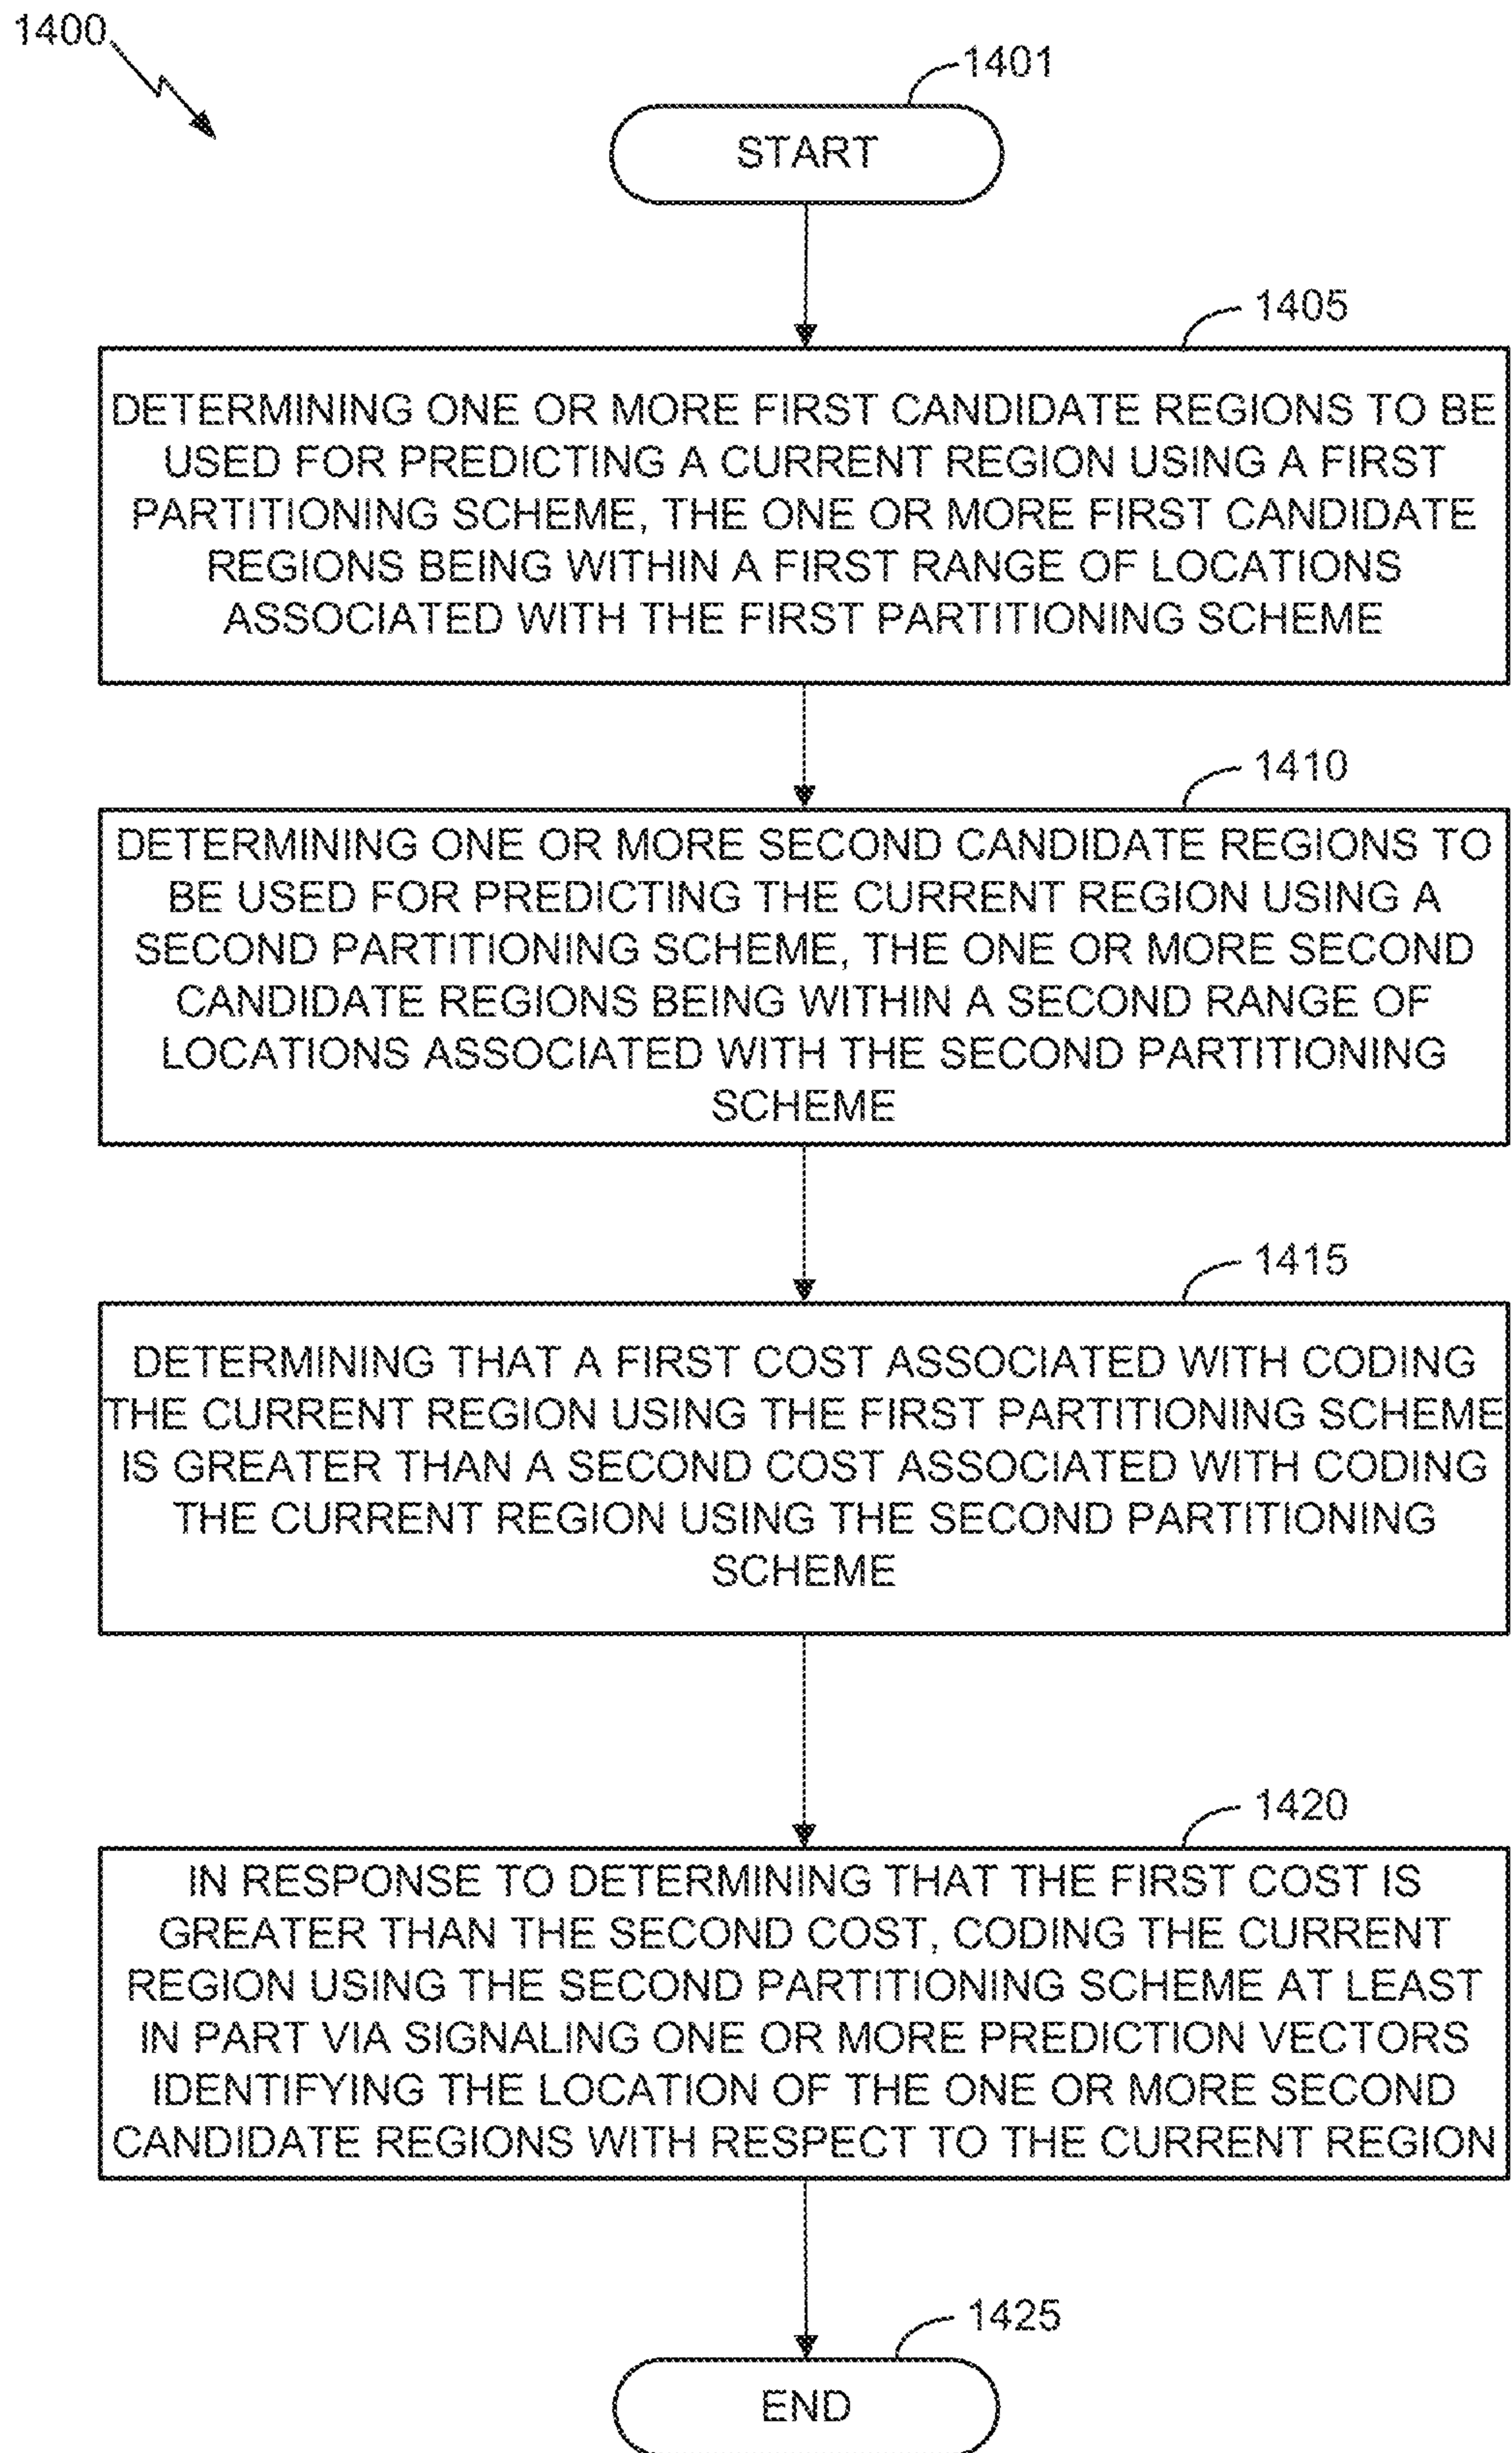 1400
1401
START
1405
DETERMINING ONE OR MORE FIRST CANDIDATE REGIONS TO BE
USED FOR PREDICTING A CURRENT REGION USING A FIRST
PARTITIONING SCHEME, THE ONE OR MORE FIRST CANDIDATE
REGIONS BEING WITHIN A FIRST RANGE OF LOCATIONS
ASSOCIATED WITH THE FIRST PARTITIONING SCHEME
1410
DETERMINING ONE OR MORE SECOND CANDIDATE REGIONS TO
BE USED FOR PREDICTING THE CURRENT REGION USING A
SECOND PARTITIONING SCHEME, THE ONE OR MORE SECOND
CANDIDATE REGIONS BEING WITHIN A SECOND RANGE OF
LOCATIONS ASSOCIATED WITH THE SECOND PARTITIONING
SCHEME
1415
DETERMINING THAT A FIRST COST ASSOCIATED WITH CODING
THE CURRENT REGION USING THE FIRST PARTITIONING SCHEME
IS GREATER THAN A SECOND COST ASSOCIATED WITH CODING
THE CURRENT REGION USING THE SECOND PARTITIONING
SCHEME
1420
IN RESPONSE TO DETERMINING THAT THE FIRST COST IS
GREATER THAN THE SECOND COST, CODING THE CURRENT
REGION USING THE SECOND PARTITIONING SCHEME AT LEAST
IN PART VIA SIGNALING ONE OR MORE PREDICTION VECTORS
IDENTIFYING THE LOCATION OF THE ONE OR MORE SECOND
CANDIDATE REGIONS WITH RESPECT TO THE CURRENT REGION
1425
END